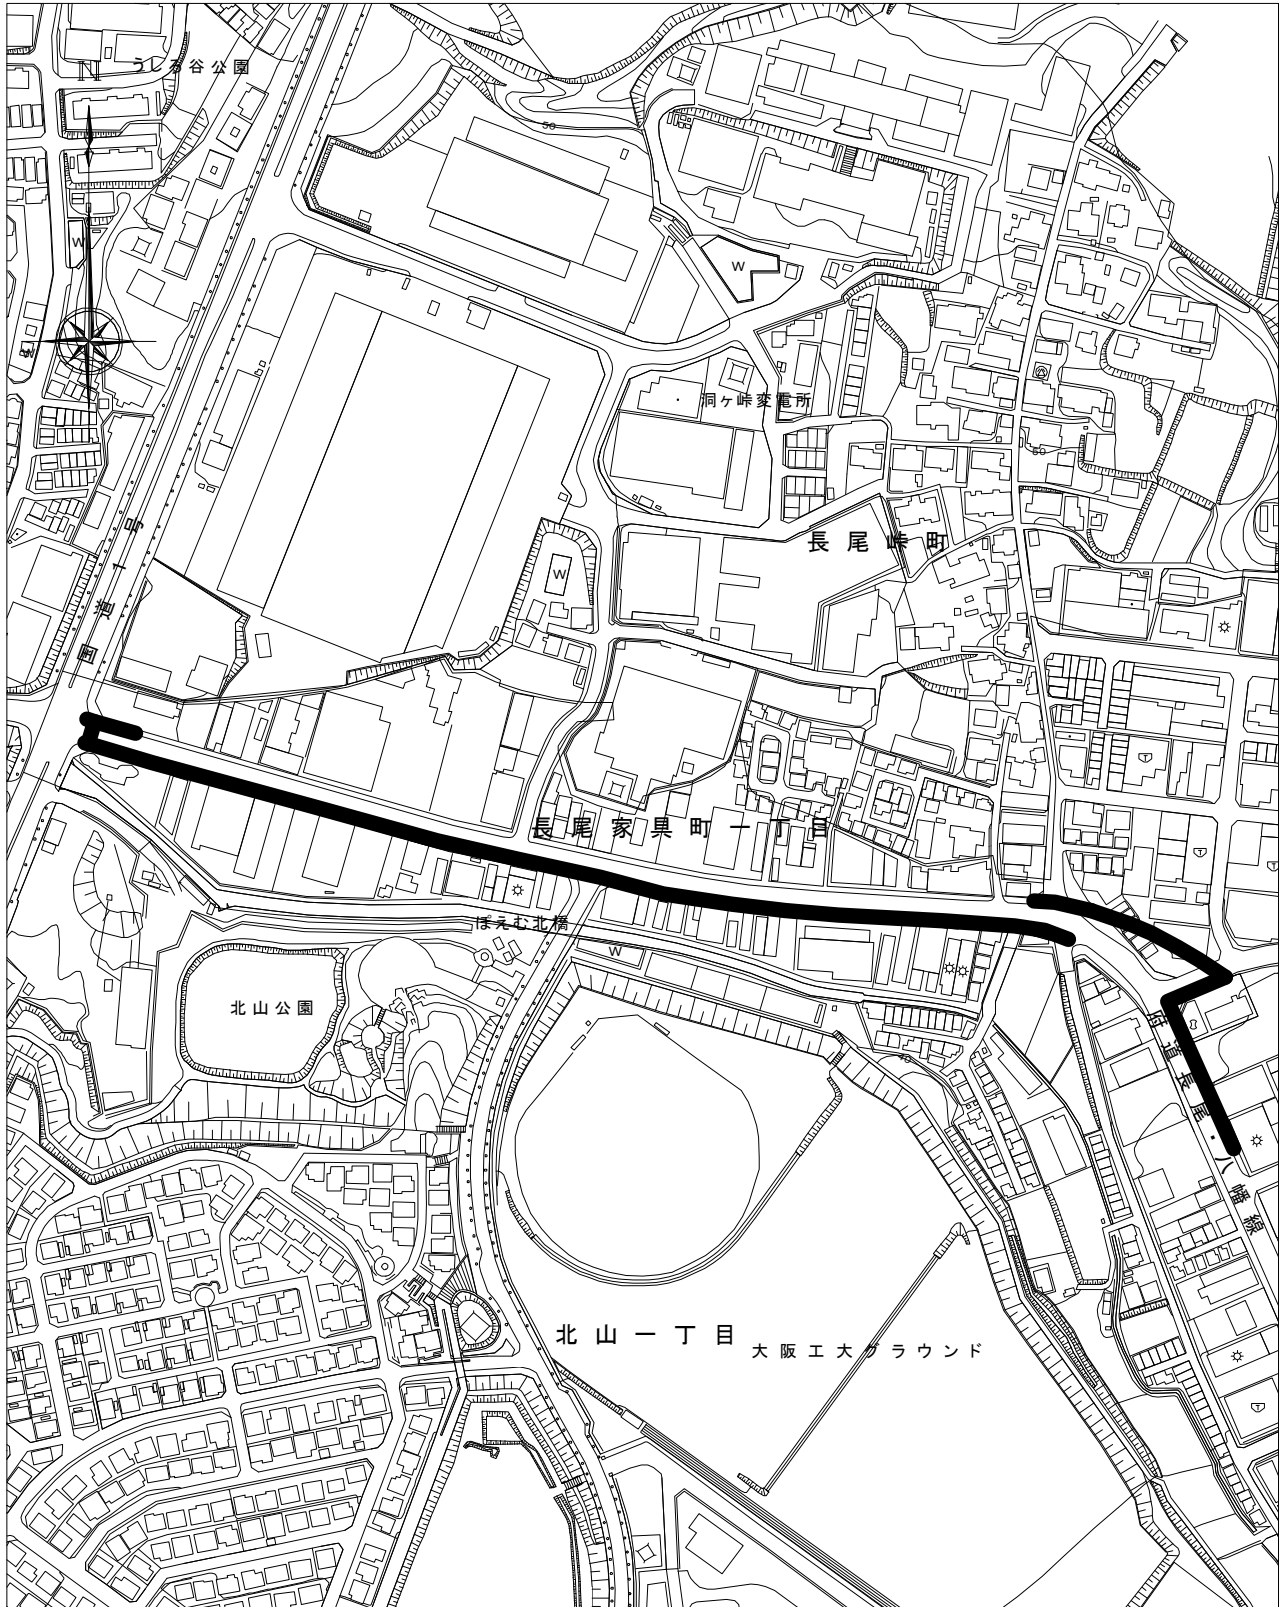 うしろ谷公園
N
50
W
W
洞ヶ峠変電所
50
長尾峠町
国道1号
W
長尾家具町一丁目
ぽえむ北橋
W
北山公園
40
府道長尾・八幡線
北山一丁目
大阪工大グラウンド